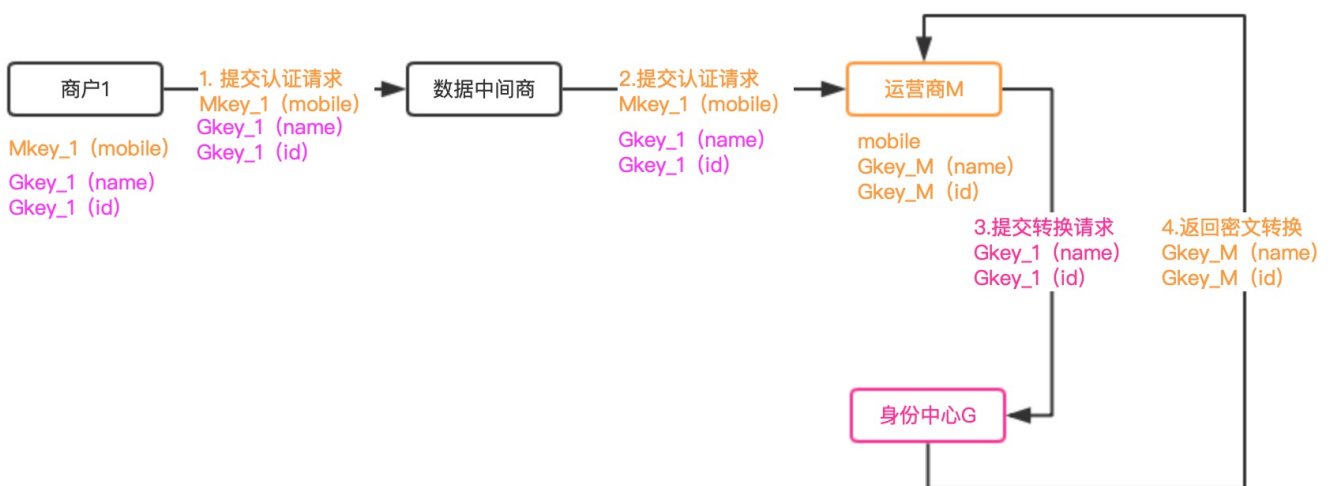 商户1
Mkey_1（mobile）
Gkey_1（name）
Gkey_1（id）
1. 提交认证请求
Mkey_1（mobile）
Gkey_1（name）
Gkey_1（id）
数据中间商
2.提交认证请求
Mkey_1（mobile）
Gkey_1（name）
Gkey_1（id）
运营商M
mobile
Gkey_M（name）
Gkey_M（id）
3.提交转换请求
Gkey_1（name）
Gkey_1（id）
4.返回密文转换
Gkey_M（name）
Gkey_M（id）
身份中心G